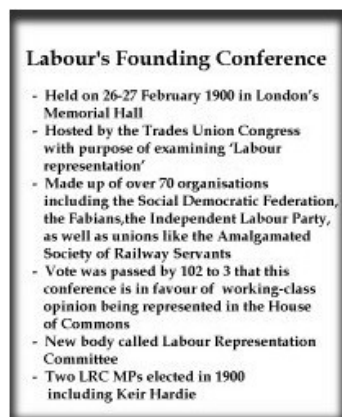 Labour's Founding Conference
- Held on 26-27 February 1900 in London's
Memorial Hall
- Hosted by the Trades Union Congress
with purpose of examining 'Labour
representation'
- Made up of over 70 organisations
including the Social Democratic Federation,
the Fabians,the Independent Labour Party,
as well as unions like the Amalgamated
Society of Railway Servants
- Vote was passed by 102 to 3 that this
conference is in favour of working-class
opinion being represented in the House
of Commons
- New body called Labour Representation
Committee
- Two LRC MPs elected in 1900
including Keir Hardie